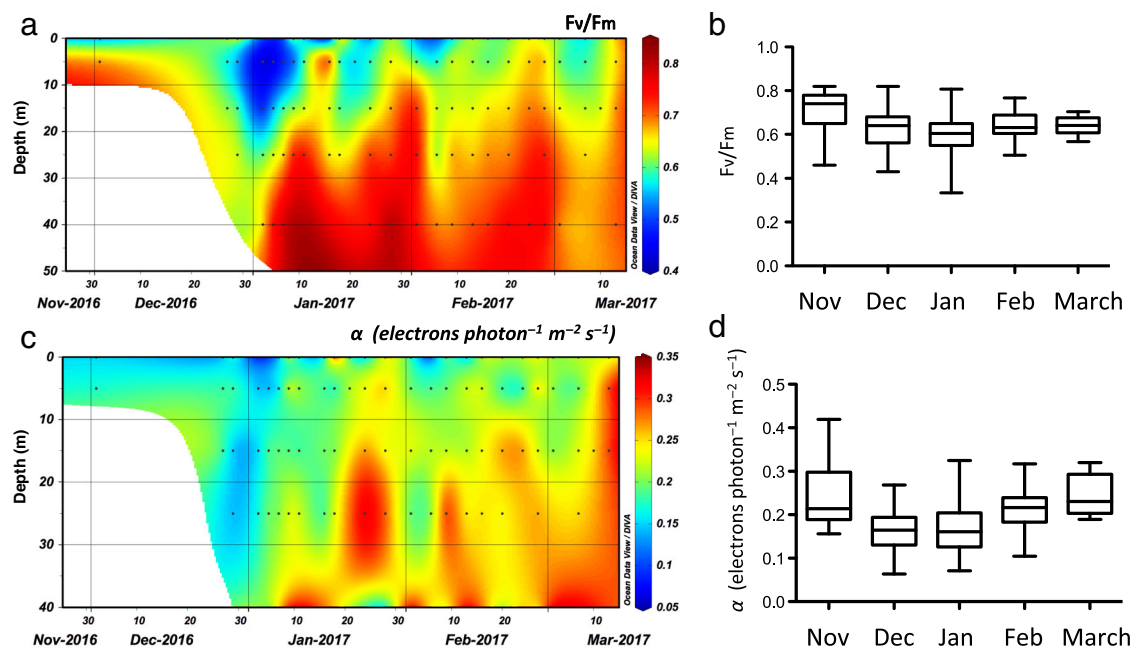 a
Fv/Fm
0
10
20
30
40
50
Depth (m)
30 10 20 30 10 20 30 10 20 10
Nov-2016 Dec-2016 Jan-2017 Feb-2017 Mar-2017
Ocean Data View / DIVA
0.8
0.7
0.6
0.5
0.4
b
1.0
0.8
0.6
0.4
0.2
0.0
Fv/Fm
Nov Dec Jan Feb March
c
α (electrons photon⁻¹ m⁻² s⁻¹)
0
10
20
30
40
Depth (m)
30 10 20 30 10 20 30 10 20 10
Nov-2016 Dec-2016 Jan-2017 Feb-2017 Mar-2017
Ocean Data View / DIVA
0.35
0.3
0.25
0.2
0.15
0.1
0.05
d
0.5
0.4
0.3
0.2
0.1
0.0
α (electrons photon⁻¹ m⁻² s⁻¹)
Nov Dec Jan Feb March